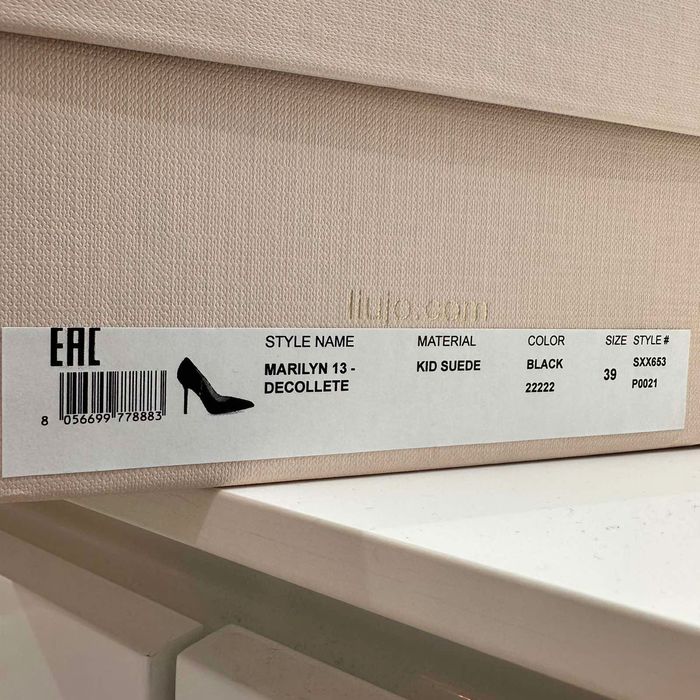 liujo.com
EAC
STYLE NAME MATERIAL COLOR SIZE STYLE #
MARILYN 13 - KID SUEDE BLACK 39 SXX653
DECOLLETE 22222 P0021
8 056699 778883